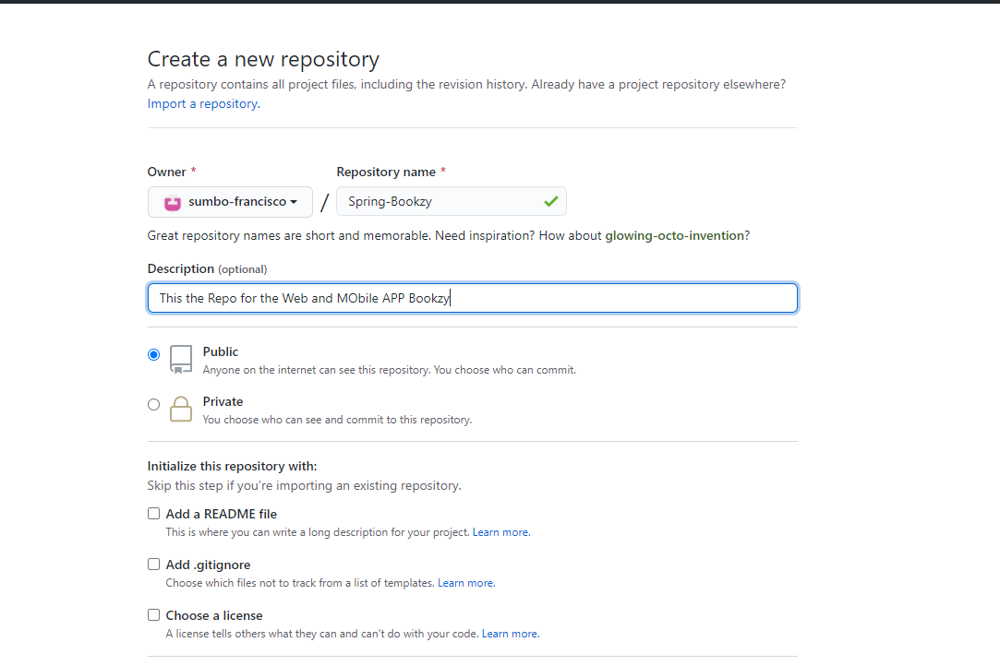 Create a new repository
A repository contains all project files, including the revision history. Already have a project repository elsewhere?
Import a repository.
Owner * Repository name *
sumbo-francisco / Spring-Bookzy
Great repository names are short and memorable. Need inspiration? How about glowing-octo-invention?
Description (optional)
This the Repo for the Web and MObile APP Bookzy
Public
Anyone on the internet can see this repository. You choose who can commit.
Private
You choose who can see and commit to this repository.
Initialize this repository with:
Skip this step if you're importing an existing repository.
Add a README file
This is where you can write a long description for your project. Learn more.
Add .gitignore
Choose which files not to track from a list of templates. Learn more.
Choose a license
A license tells others what they can and can't do with your code. Learn more.